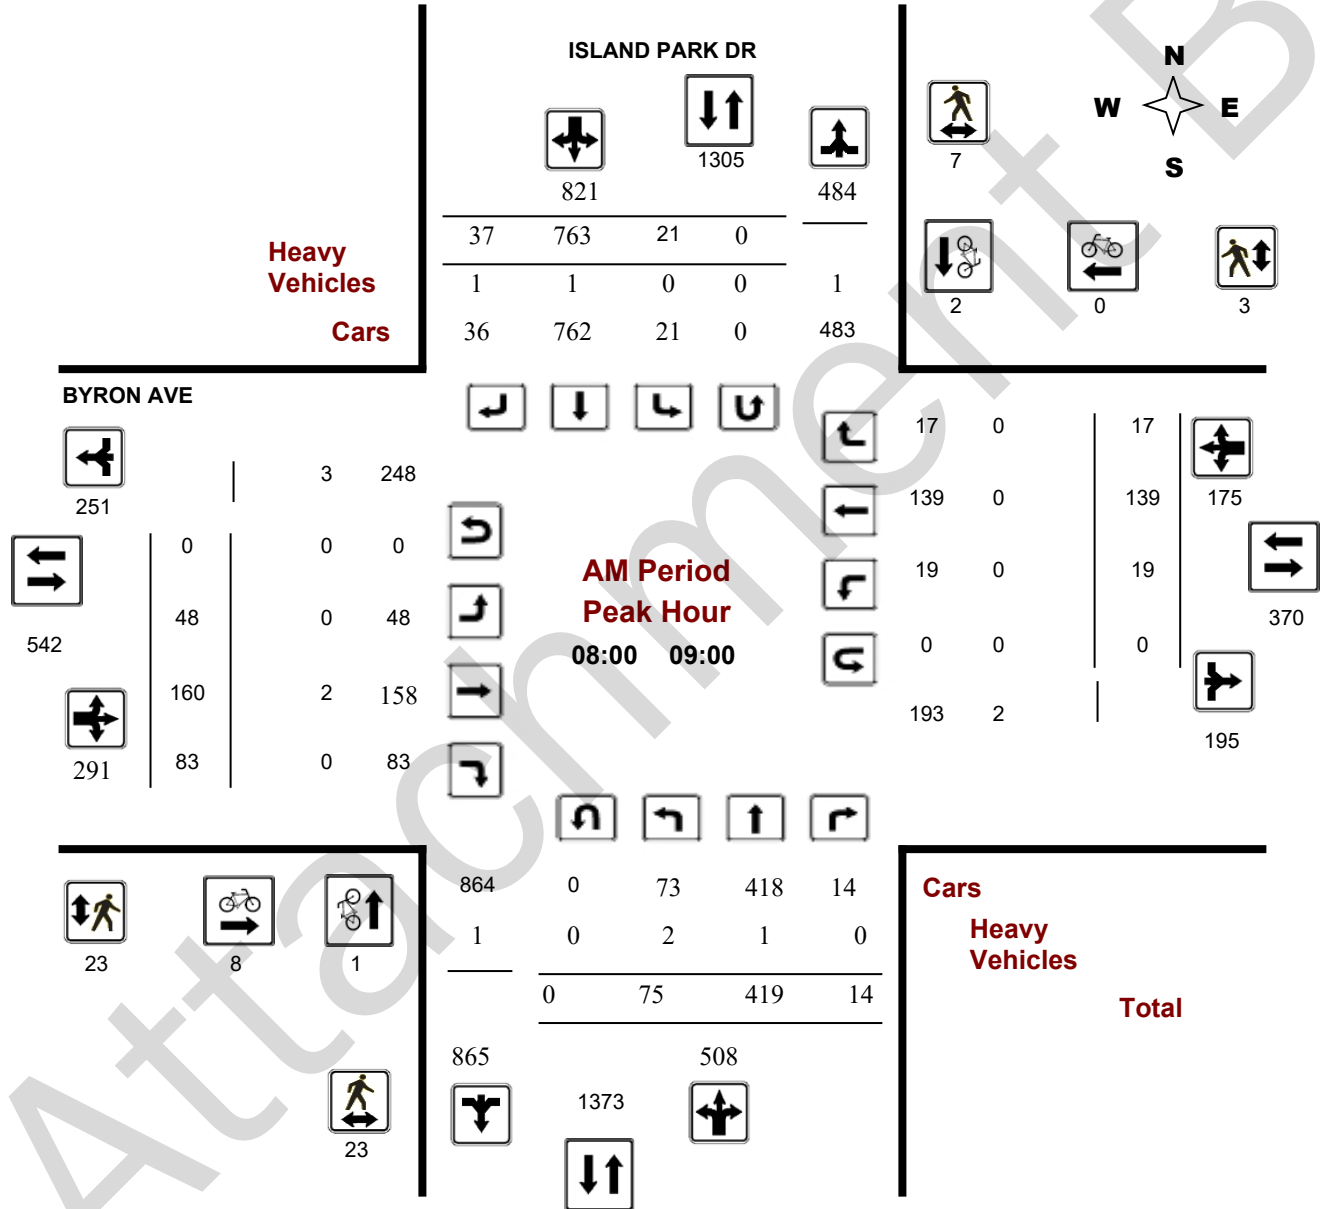 ISLAND PARK DR
N
W E
S
1305
7
821
484
37 763 21 0
Heavy
Vehicles
1 1 0 0 1
2 0 3
Cars
36 762 21 0 483
BYRON AVE
17 0 17
3 248
251
139 0 139 175
0 0 0
AM Period
19 0 19
Peak Hour
48 0 48
370
542
08:00 09:00
0 0 0
160 2 158
193 2
195
291 83 0 83
864 0 73 418 14
Cars
1 0 2 1 0
Heavy
Vehicles
23 8 1
0 75 419 14
Total
865 508
1373
23
Attachment B